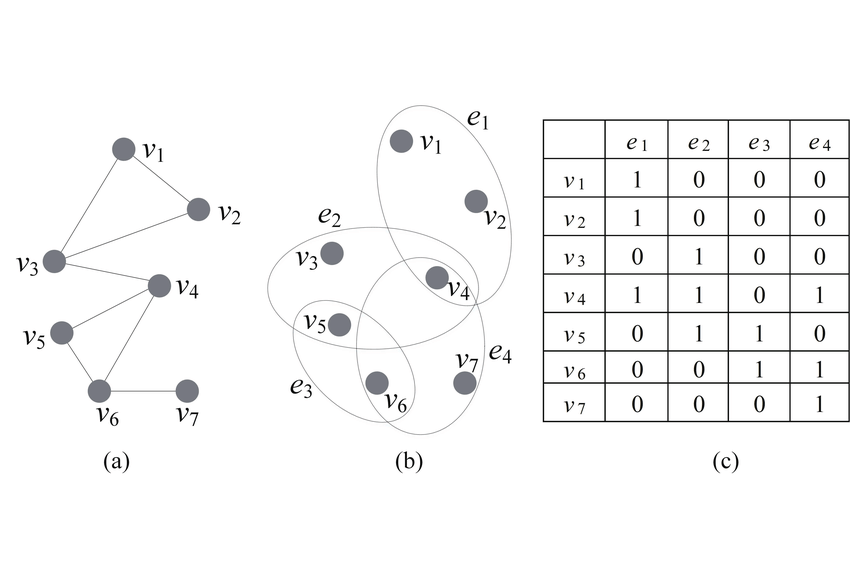 v1
v2
v3
v4
v5
v6
v7
(a)
e1
v1
v2
e2
v3
v4
v5
e4
v7
e3
v6
(b)
e1 e2 e3 e4
v1 1 0 0 0
v2 1 0 0 0
v3 0 1 0 0
v4 1 1 0 1
v5 0 1 1 0
v6 0 0 1 1
v7 0 0 0 1
(c)